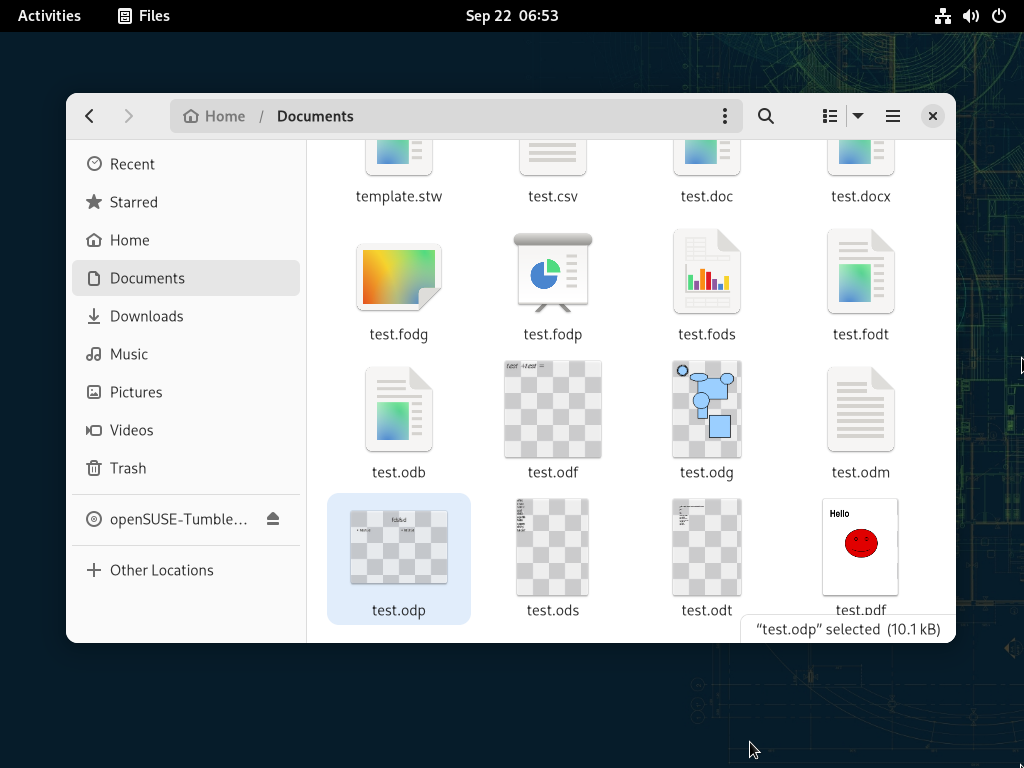 Activities Files Sep 22 06:53
Home / Documents
Recent
Starred
Home
Documents
Downloads
Music
Pictures
Videos
Trash
openSUSE-Tumble...
Other Locations
template.stw test.csv test.doc test.docx
test.fodg test.fodp test.fods test.fodt
test.odb test.odf test.odg test.odm
Hello
test.odp test.ods test.odt test.pdf
“test.odp” selected (10.1 kB)